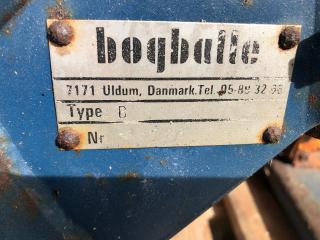 bogballe
7171 Uldum, Danmark.Tel. 05-89 32 66
Type B
Nr